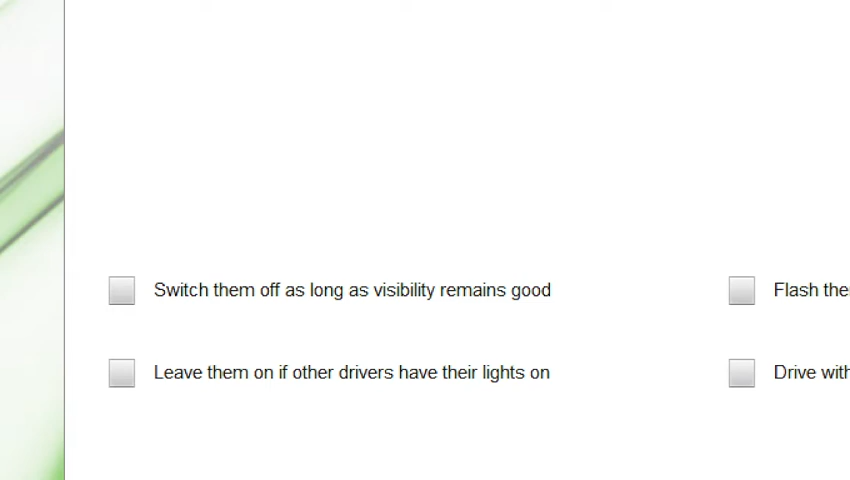 Switch them off as long as visibility remains good
Flash the
Leave them on if other drivers have their lights on
Drive with